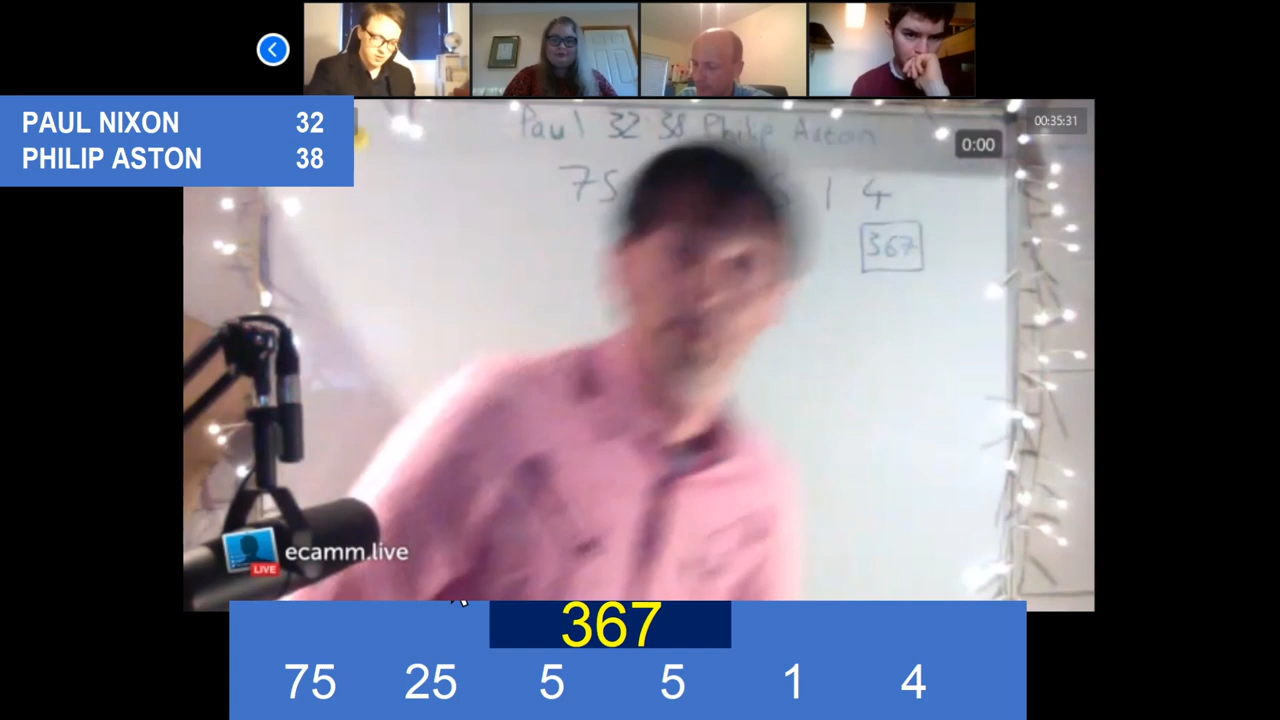 PAUL NIXON 32
PHILIP ASTON 38
Paul 32 38 Philip Aston
00:35:31
0:00
75 1 4
367
ecamm.live
LIVE
367
75 25 5 5 1 4